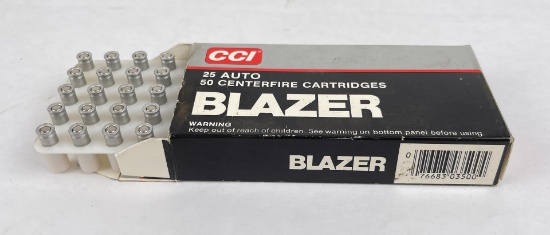 CCI
25 AUTO
50 CENTERFIRE CARTRIDGES
BLAZER
WARNING
Keep out of reach of children. See warning on bottom panel before using.
BLAZER
0 76683 03500